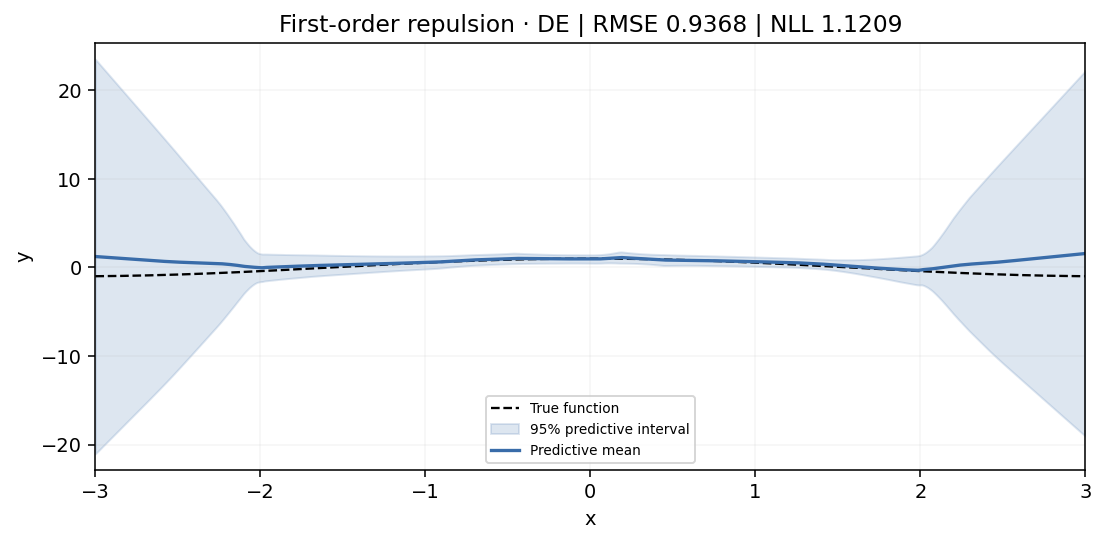 First-order repulsion · DE | RMSE 0.9368 | NLL 1.1209
y
20
10
0
−10
−20
True function
95% predictive interval
Predictive mean
−3
−2
−1
0
1
2
3
x